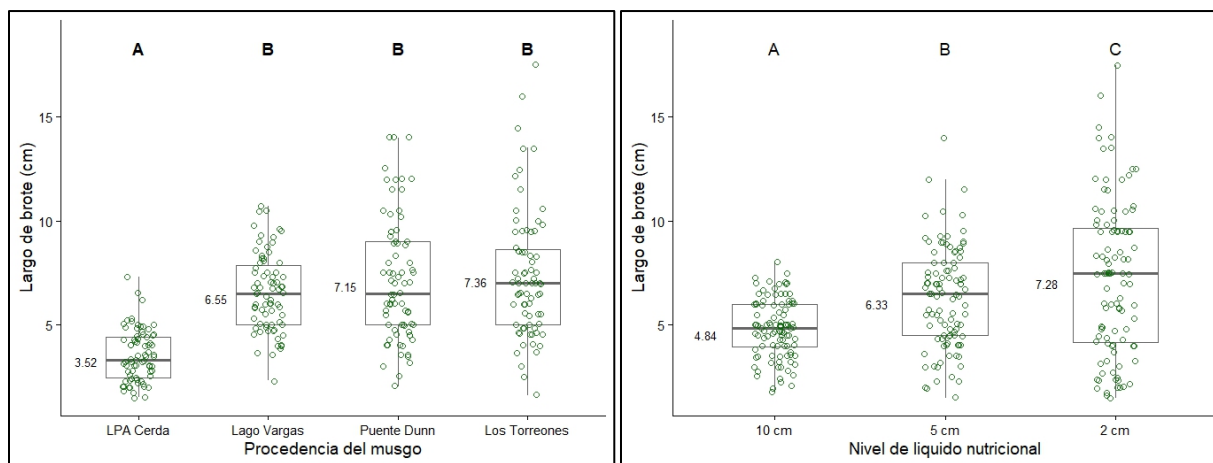 A B B B
Largo de brote (cm)
15
10
5
3.52
6.55
7.15
7.36
LPA Cerda Lago Vargas Puente Dunn Los Torreones
Procedencia del musgo
A B C
Largo de brote (cm)
15
10
5
4.84
6.33
7.28
10 cm 5 cm 2 cm
Nivel de liquido nutricional